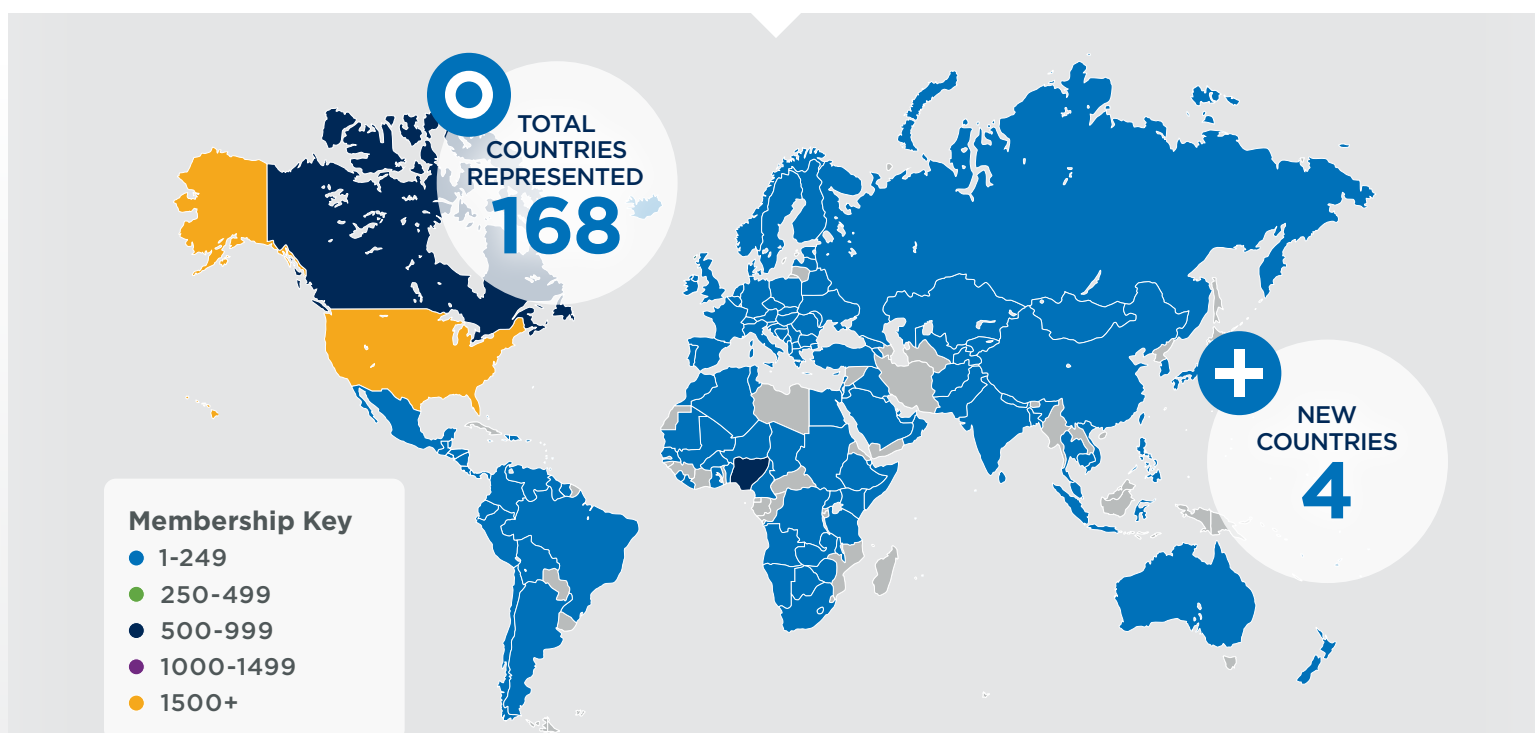 TOTAL
COUNTRIES
REPRESENTED
168
NEW
COUNTRIES
4
Membership Key
1-249
250-499
500-999
1000-1499
1500+